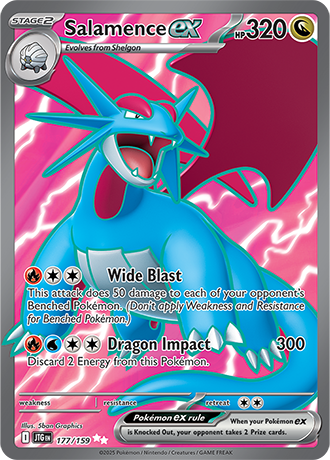 STAGE2 Salamence ex HP 320
Evolves from Shelgon
Wide Blast
This attack does 50 damage to each of your opponent's
Benched Pokémon. (Don't apply Weakness and Resistance
for Benched Pokémon.)
Dragon Impact 300
Discard 2 Energy from this Pokémon.
weakness resistance retreat
Illus. 5ban Graphics
Pokémon ex rule
When your Pokémon ex
is Knocked Out, your opponent takes 2 Prize cards.
I JTG EN 177/159
©2025 Pokémon / Nintendo / Creatures / GAME FREAK